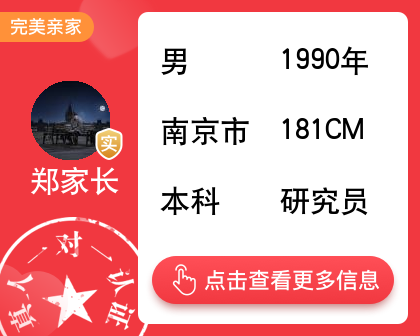 完美亲家
男 1990年
南京市 181CM
本科 研究员
实
郑家长
真人一对一认证
点击查看更多信息